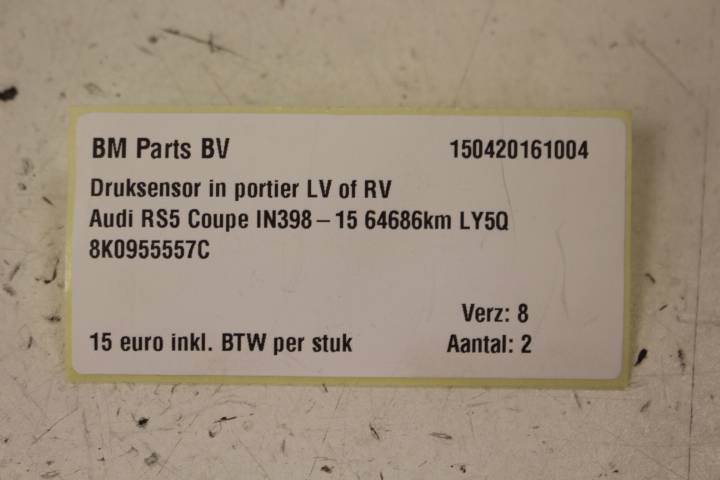 BM Parts BV 150420161004
Druksensor in portier LV of RV
Audi RS5 Coupe IN398 – 15 64686km LY5Q
8K0955557C
Verz: 8
15 euro inkl. BTW per stuk Aantal: 2